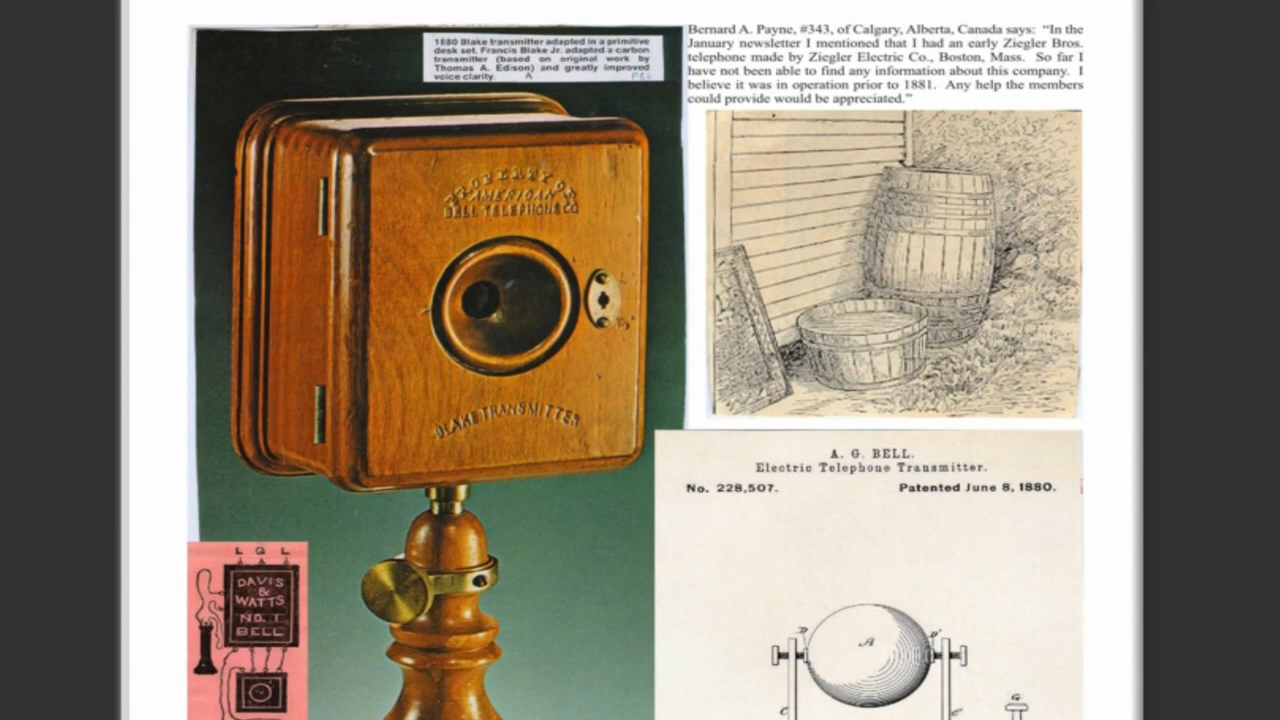 1880 Blake transmitter adapted in a primitive
desk set. Francis Blake Jr. adapted a carbon
transmitter (based on original work by
Thomas A. Edison) and greatly improved
voice clarity. A
PROPERTY OF
AMERICAN
BELL TELEPHONE CO
BLAKE TRANSMITTER
L G L
DAVIS
&
WATTS
NO. 1
BELL
Bernard A. Payne, #343, of Calgary, Alberta, Canada says: “In the
January newsletter I mentioned that I had an early Ziegler Bros.
telephone made by Ziegler Electric Co., Boston, Mass. So far I
have not been able to find any information about this company. I
believe it was in operation prior to 1881. Any help the members
could provide would be appreciated.”
A. G. BELL.
Electric Telephone Transmitter.
No. 228,507. Patented June 8, 1880.
A
D D'
C C'
G